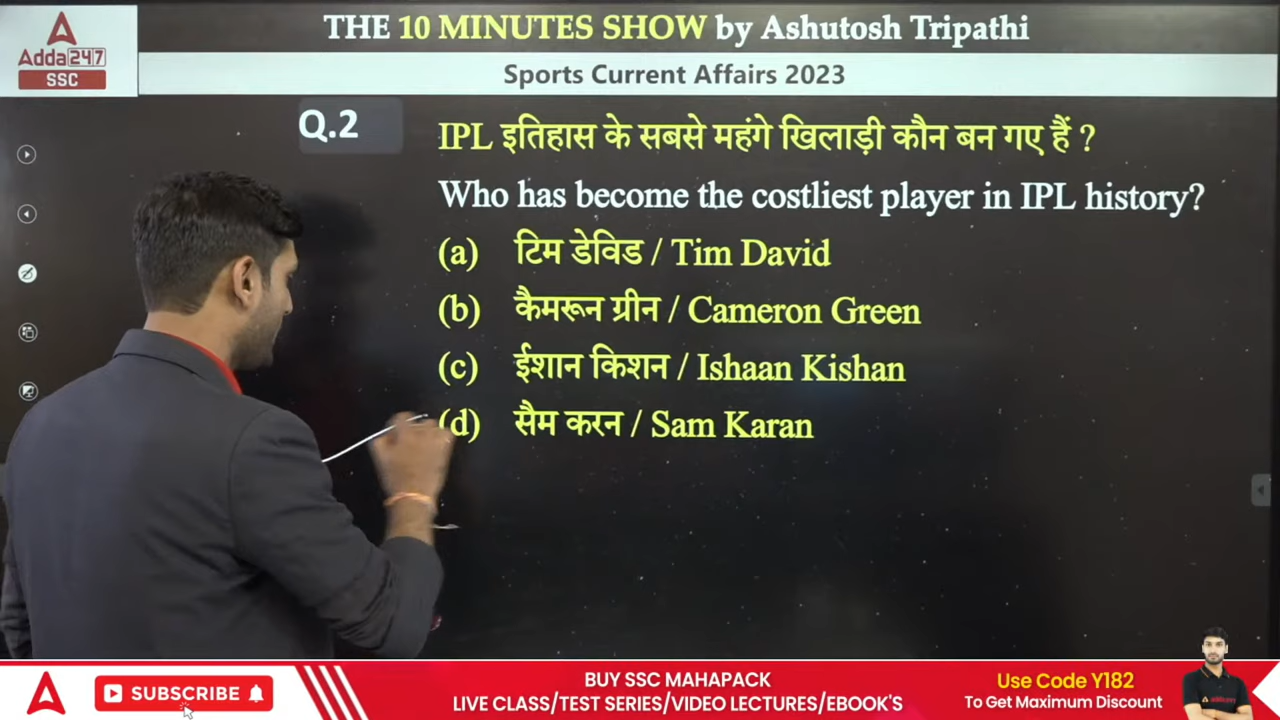 THE 10 MINUTES SHOW by Ashutosh Tripathi
Adda247
SSC
Sports Current Affairs 2023
Q.2
IPL इतिहास के सबसे महंगे खिलाड़ी कौन बन गए हैं ?
Who has become the costliest player in IPL history?
(a) टिम डेविड / Tim David
(b) कैमरून ग्रीन / Cameron Green
(c) ईशान किशन / Ishaan Kishan
(d) सैम करन / Sam Karan
SUBSCRIBE
BUY SSC MAHAPACK
LIVE CLASS/TEST SERIES/VIDEO LECTURES/EBOOK'S
Use Code Y182
To Get Maximum Discount